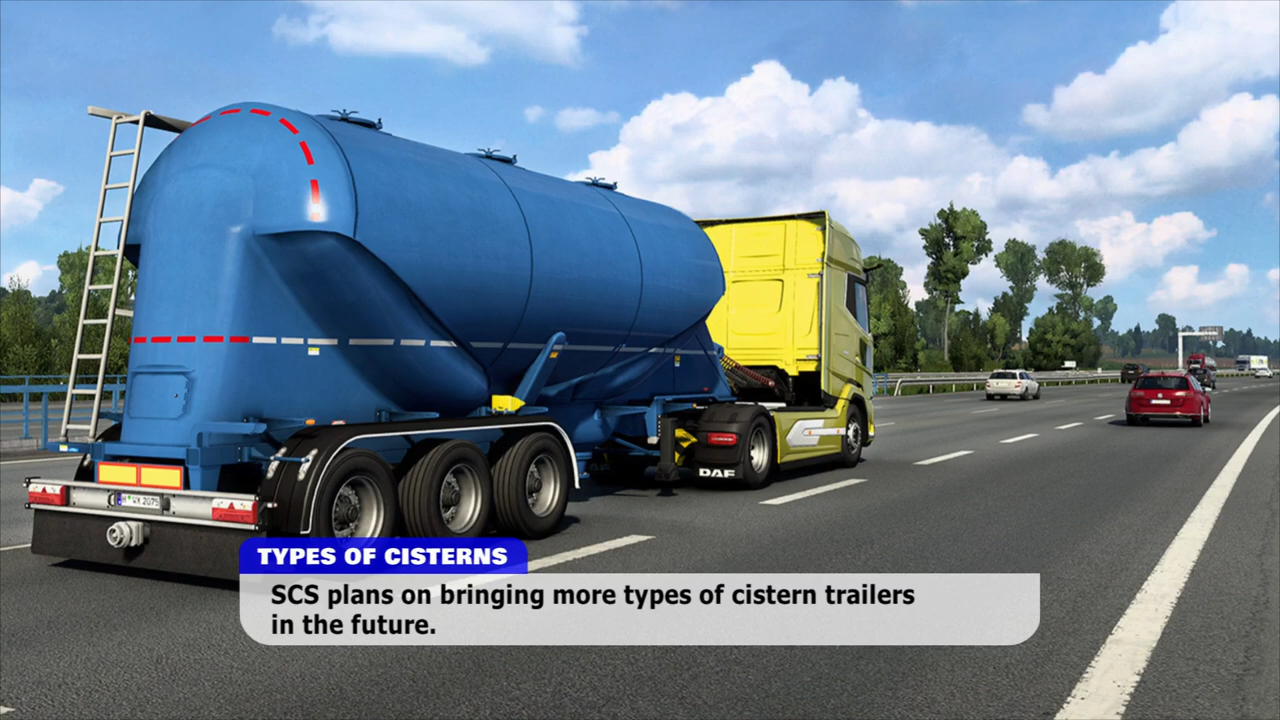 DAF
TYPES OF CISTERNS
SCS plans on bringing more types of cistern trailers
in the future.